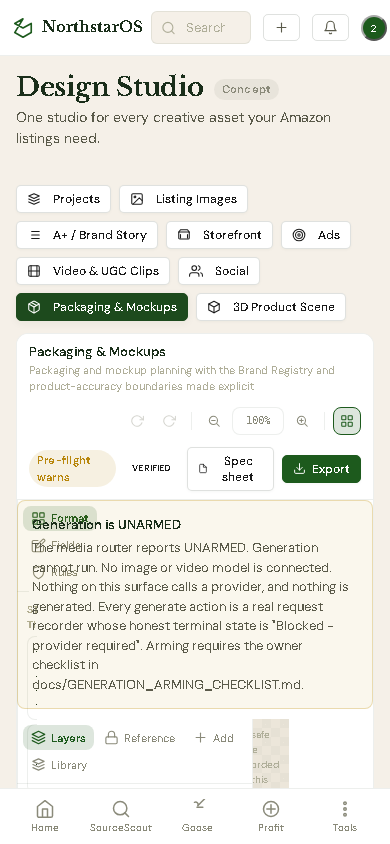 NorthstarOS
Search
2
Design Studio
Concept
One studio for every creative asset your Amazon
listings need.
Projects
Listing Images
A+ / Brand Story
Storefront
Ads
Video & UGC Clips
Social
Packaging & Mockups
3D Product Scene
Packaging & Mockups
Packaging and mockup planning with the Brand Registry and
product-accuracy boundaries made explicit
100%
Pre-flight
warns
VERIFIED
Spec
sheet
Export
Format
Generation is UNARMED
Fields
The media router reports UNARMED. Generation
cannot run. No image or video model is connected.
Rules
Nothing on this surface calls a provider, and nothing is
generated. Every generate action is a real request
recorder whose honest terminal state is "Blocked -
provider required". Arming requires the owner
checklist in
docs/GENERATION_ARMING_CHECKLIST.md.
Layers
Reference
Add
Library
safe
this
Home
SourceScout
Goose
Profit
Tools